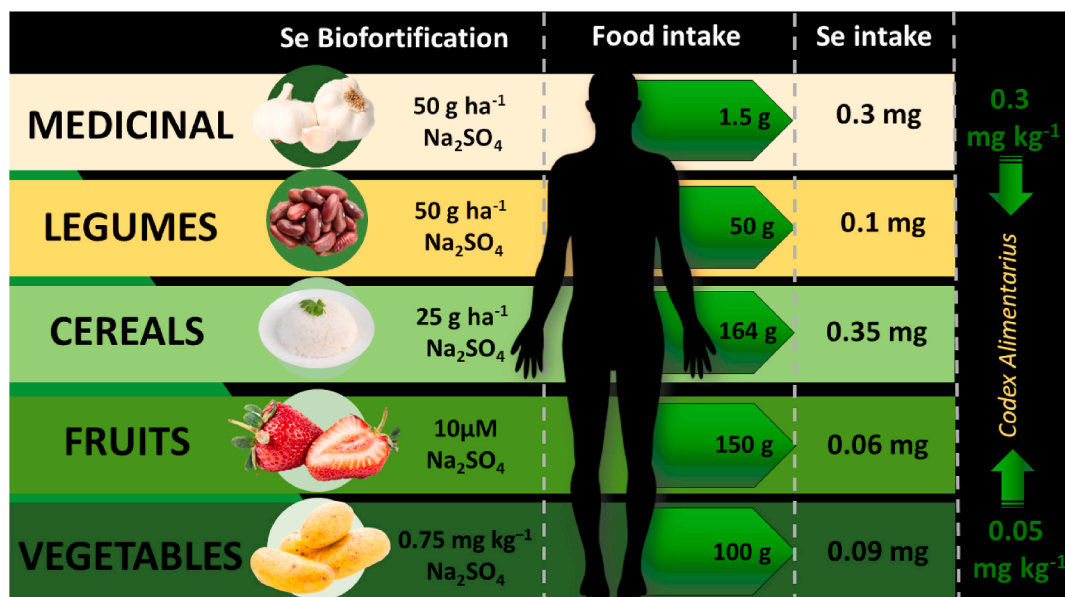 Se Biofortification Food intake Se intake
MEDICINAL
50 g ha⁻¹
Na₂SO₄
1.5 g
0.3 mg
LEGUMES
50 g ha⁻¹
Na₂SO₄
50 g
0.1 mg
CEREALS
25 g ha⁻¹
Na₂SO₄
164 g
0.35 mg
FRUITS
10µM
Na₂SO₄
150 g
0.06 mg
VEGETABLES
0.75 mg kg⁻¹
Na₂SO₄
100 g
0.09 mg
0.3
mg kg⁻¹
Codex Alimentarius
0.05
mg kg⁻¹